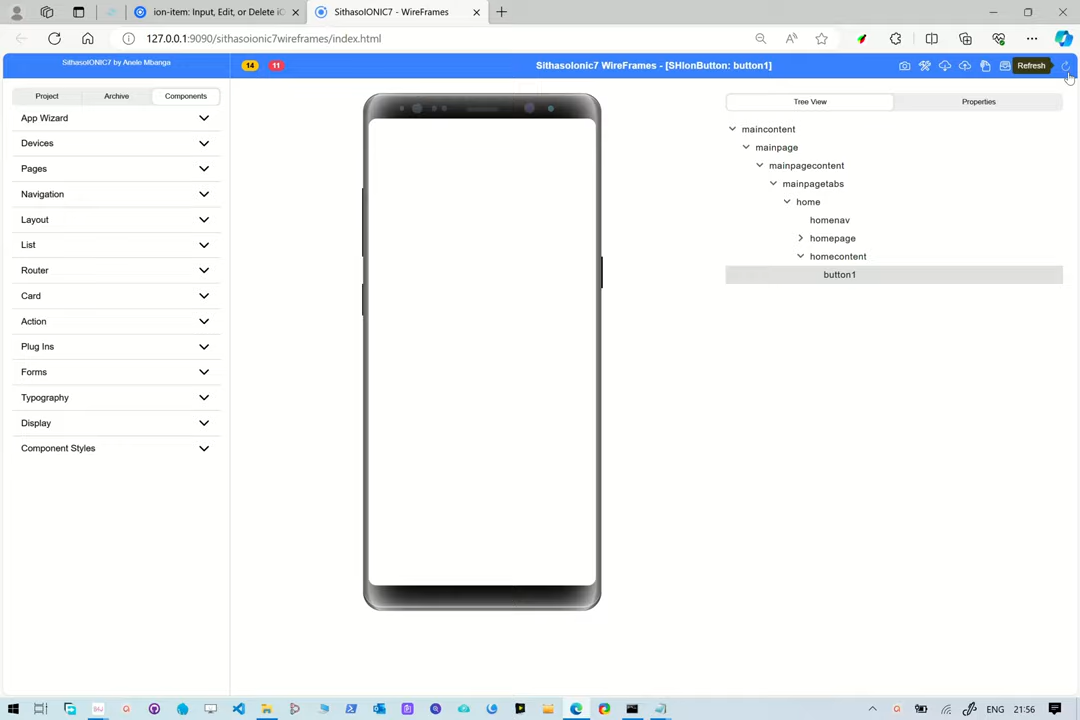 ion-item: Input, Edit, or Delete iO
SithasoIONIC7 - WireFrames
127.0.0.1:9090/sithasoionic7wireframes/index.html
SithasoIONIC7 by Anele Mbanga
14
11
SithasoIonic7 WireFrames - [SHIonButton: button1]
Refresh
Project
Archive
Components
Tree View
Properties
App Wizard
Devices
Pages
Navigation
Layout
List
Router
Card
Action
Plug Ins
Forms
Typography
Display
Component Styles
maincontent
mainpage
mainpagecontent
mainpagetabs
home
homenav
homepage
homecontent
button1
ENG
21:56